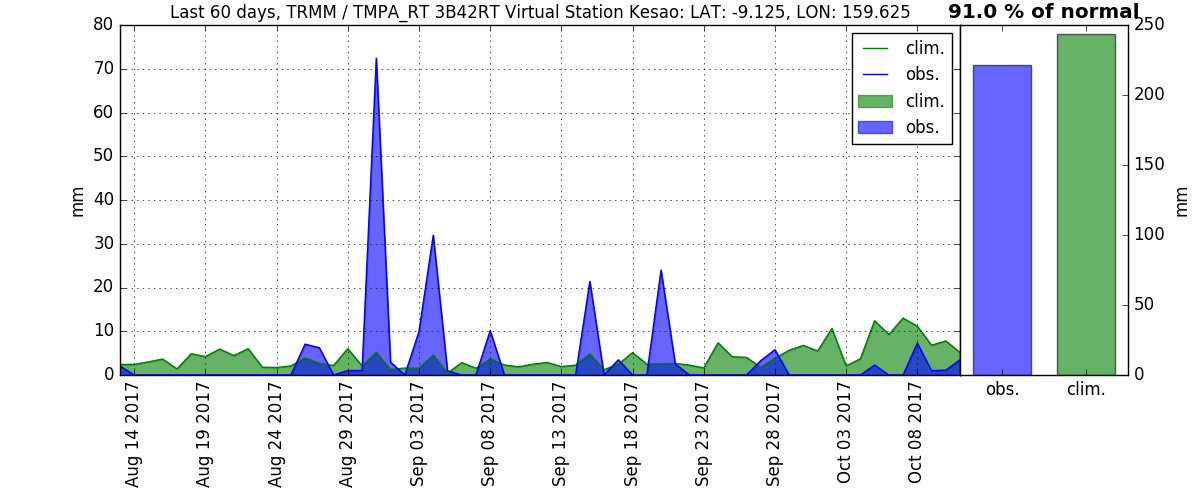 Last 60 days, TRMM / TMPA_RT 3B42RT Virtual Station Kesao: LAT: -9.125, LON: 159.625
91.0 % of normal
80
70
60
50
40
30
20
10
0
mm
clim.
obs.
clim.
obs.
250
200
150
100
50
0
mm
obs.
clim.
Aug 14 2017
Aug 19 2017
Aug 24 2017
Aug 29 2017
Sep 03 2017
Sep 08 2017
Sep 13 2017
Sep 18 2017
Sep 23 2017
Sep 28 2017
Oct 03 2017
Oct 08 2017